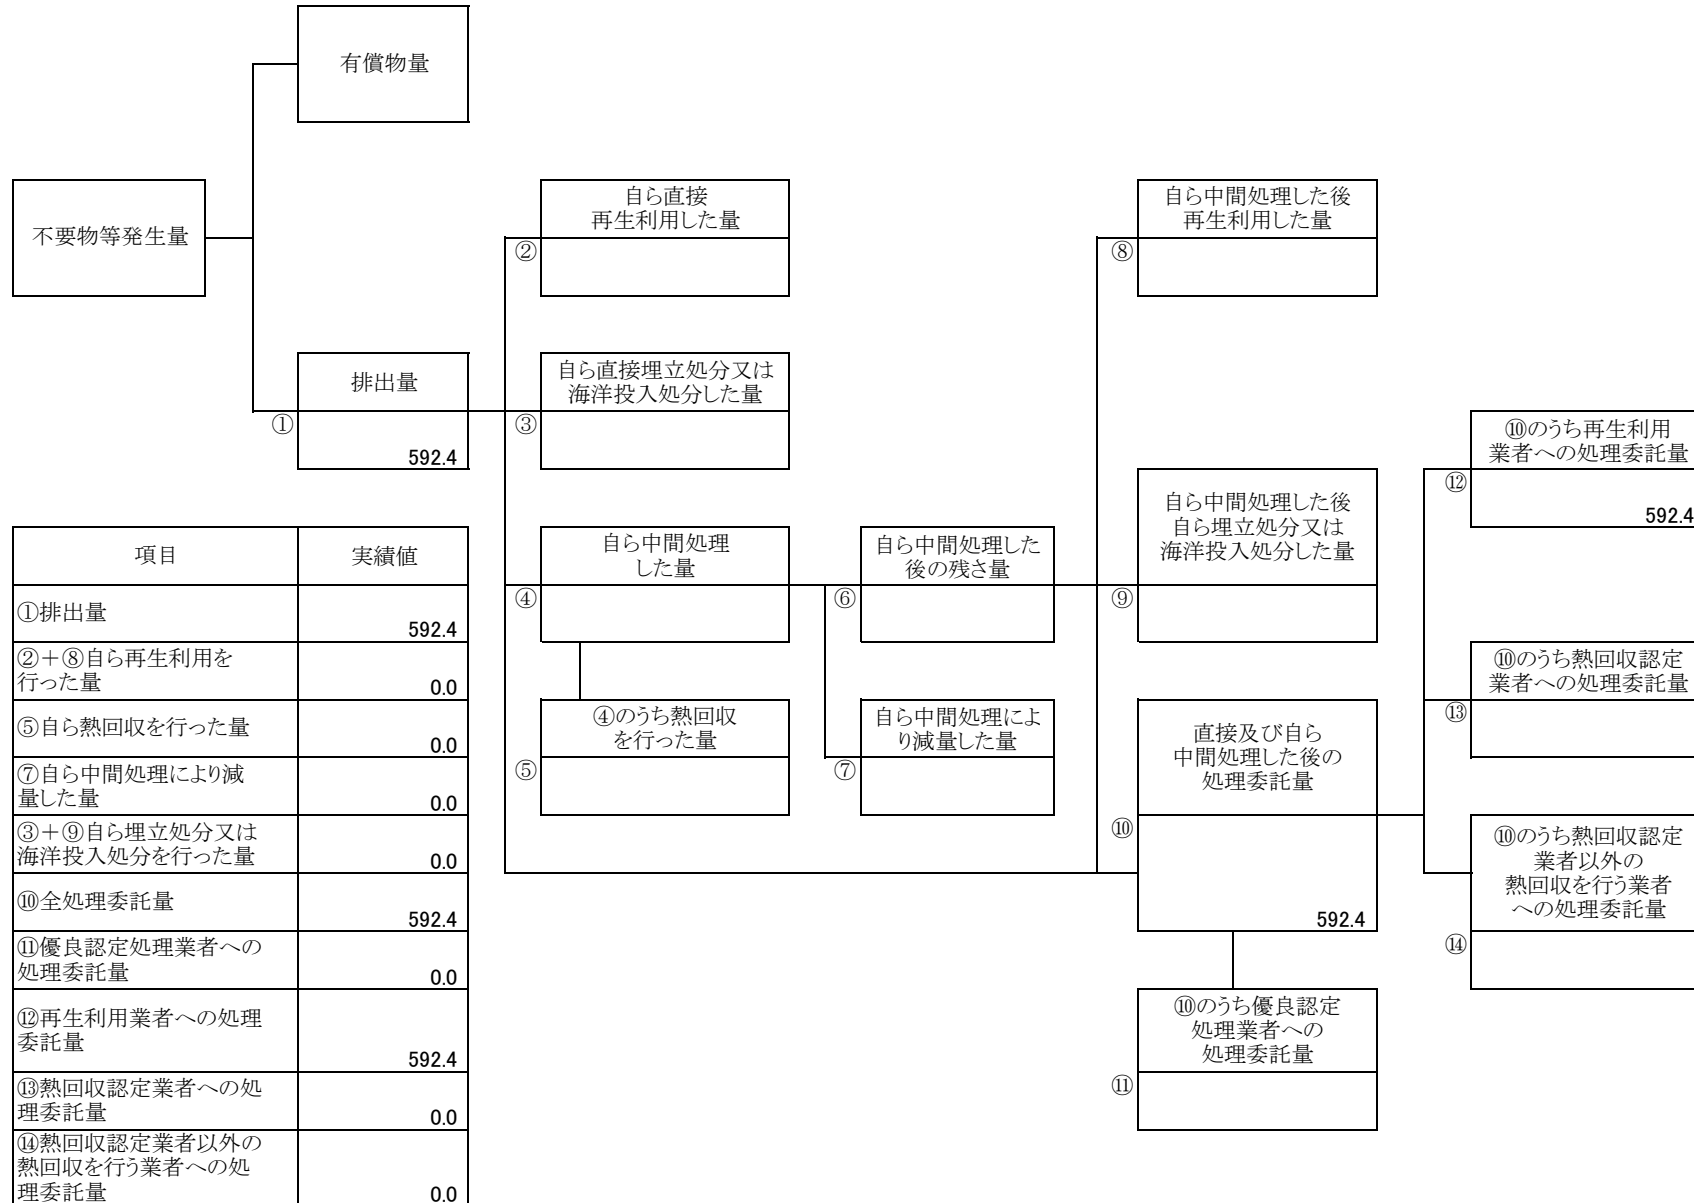 有償物量
不要物等発生量
自ら直接
再生利用した量
②
自ら中間処理した後
再生利用した量
⑧
排出量
①
592.4
自ら直接埋立処分又は
海洋投入処分した量
③
⑩のうち再生利用
業者への処理委託量
⑫
592.4
自ら中間処理した後
自ら埋立処分又は
海洋投入処分した量
⑨
自ら中間処理
した量
④
自ら中間処理した
後の残さ量
⑥
⑩のうち熱回収認定
業者への処理委託量
⑬
④のうち熱回収
を行った量
⑤
自ら中間処理によ
り減量した量
⑦
直接及び自ら
中間処理した後の
処理委託量
⑩
592.4
⑩のうち熱回収認定
業者以外の
熱回収を行う業者
への処理委託量
⑭
⑩のうち優良認定
処理業者への
処理委託量
⑪
項目 実績値
①排出量
592.4
②＋⑧自ら再生利用を
行った量
0.0
⑤自ら熱回収を行った量
0.0
⑦自ら中間処理により減
量した量
0.0
③＋⑨自ら埋立処分又は
海洋投入処分を行った量
0.0
⑩全処理委託量
592.4
⑪優良認定処理業者への
処理委託量
0.0
⑫再生利用業者への処理
委託量
592.4
⑬熱回収認定業者への処
理委託量
0.0
⑭熱回収認定業者以外の
熱回収を行う業者への処
理委託量
0.0